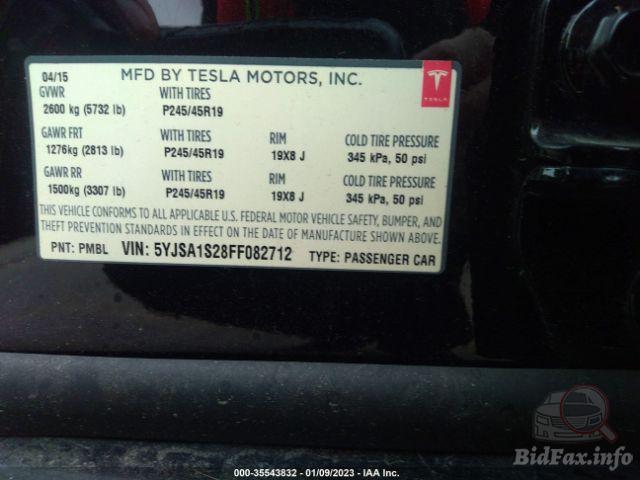 04/15 MFD BY TESLA MOTORS, INC.
TESLA
GVWR WITH TIRES
2600 kg (5732 lb) P245/45R19
GAWR FRT WITH TIRES RIM COLD TIRE PRESSURE
1276kg (2813 lb) P245/45R19 19X8 J 345 kPa, 50 psi
GAWR RR WITH TIRES RIM COLD TIRE PRESSURE
1500kg (3307 lb) P245/45R19 19X8 J 345 kPa, 50 psi
THIS VEHICLE CONFORMS TO ALL APPLICABLE U.S. FEDERAL MOTOR VEHICLE SAFETY, BUMPER, AND
THEFT PREVENTION STANDARDS IN EFFECT ON THE DATE OF MANUFACTURE SHOWN ABOVE.
PNT: PMBL VIN: 5YJSA1S28FF082712 TYPE: PASSENGER CAR
BidFax.info
000-35543832 - 01/09/2023 - IAA Inc.